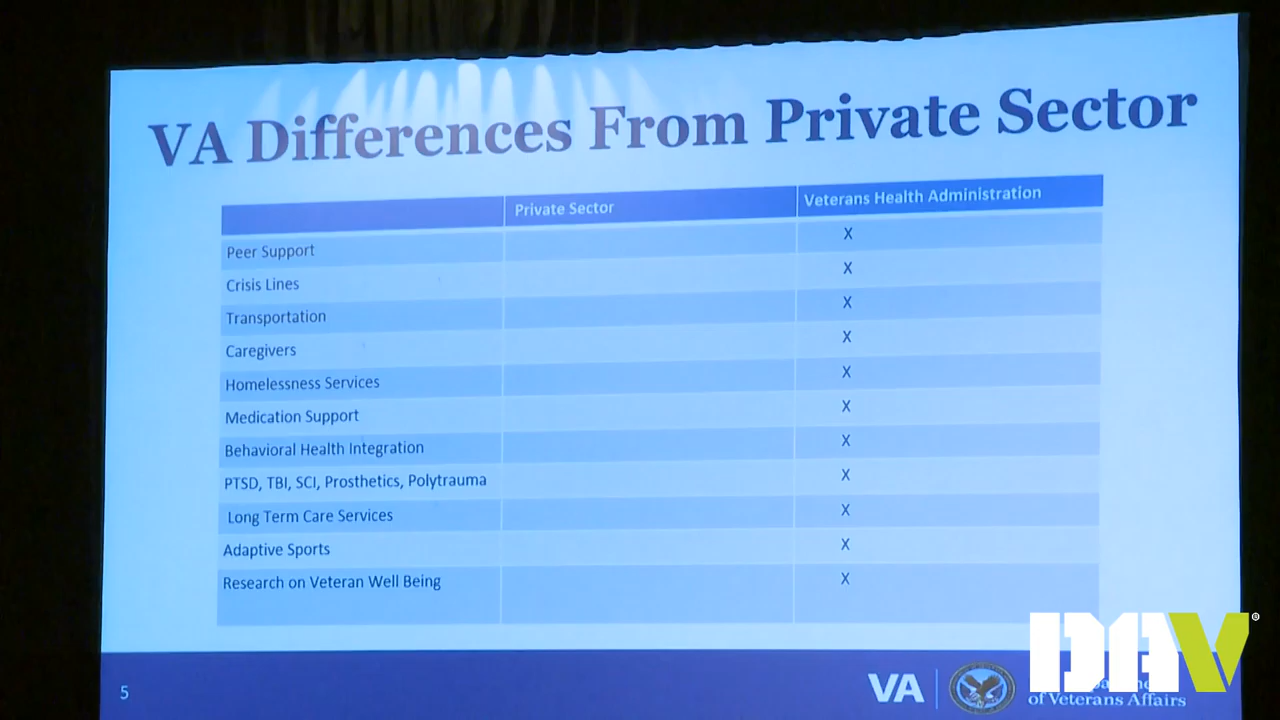 VA Differences From Private Sector
Private Sector Veterans Health Administration
Peer Support X
Crisis Lines X
Transportation X
Caregivers X
Homelessness Services X
Medication Support X
Behavioral Health Integration X
PTSD, TBI, SCI, Prosthetics, Polytrauma X
Long Term Care Services X
Adaptive Sports X
Research on Veteran Well Being X
5
VA
of Veterans Affairs
DAV®